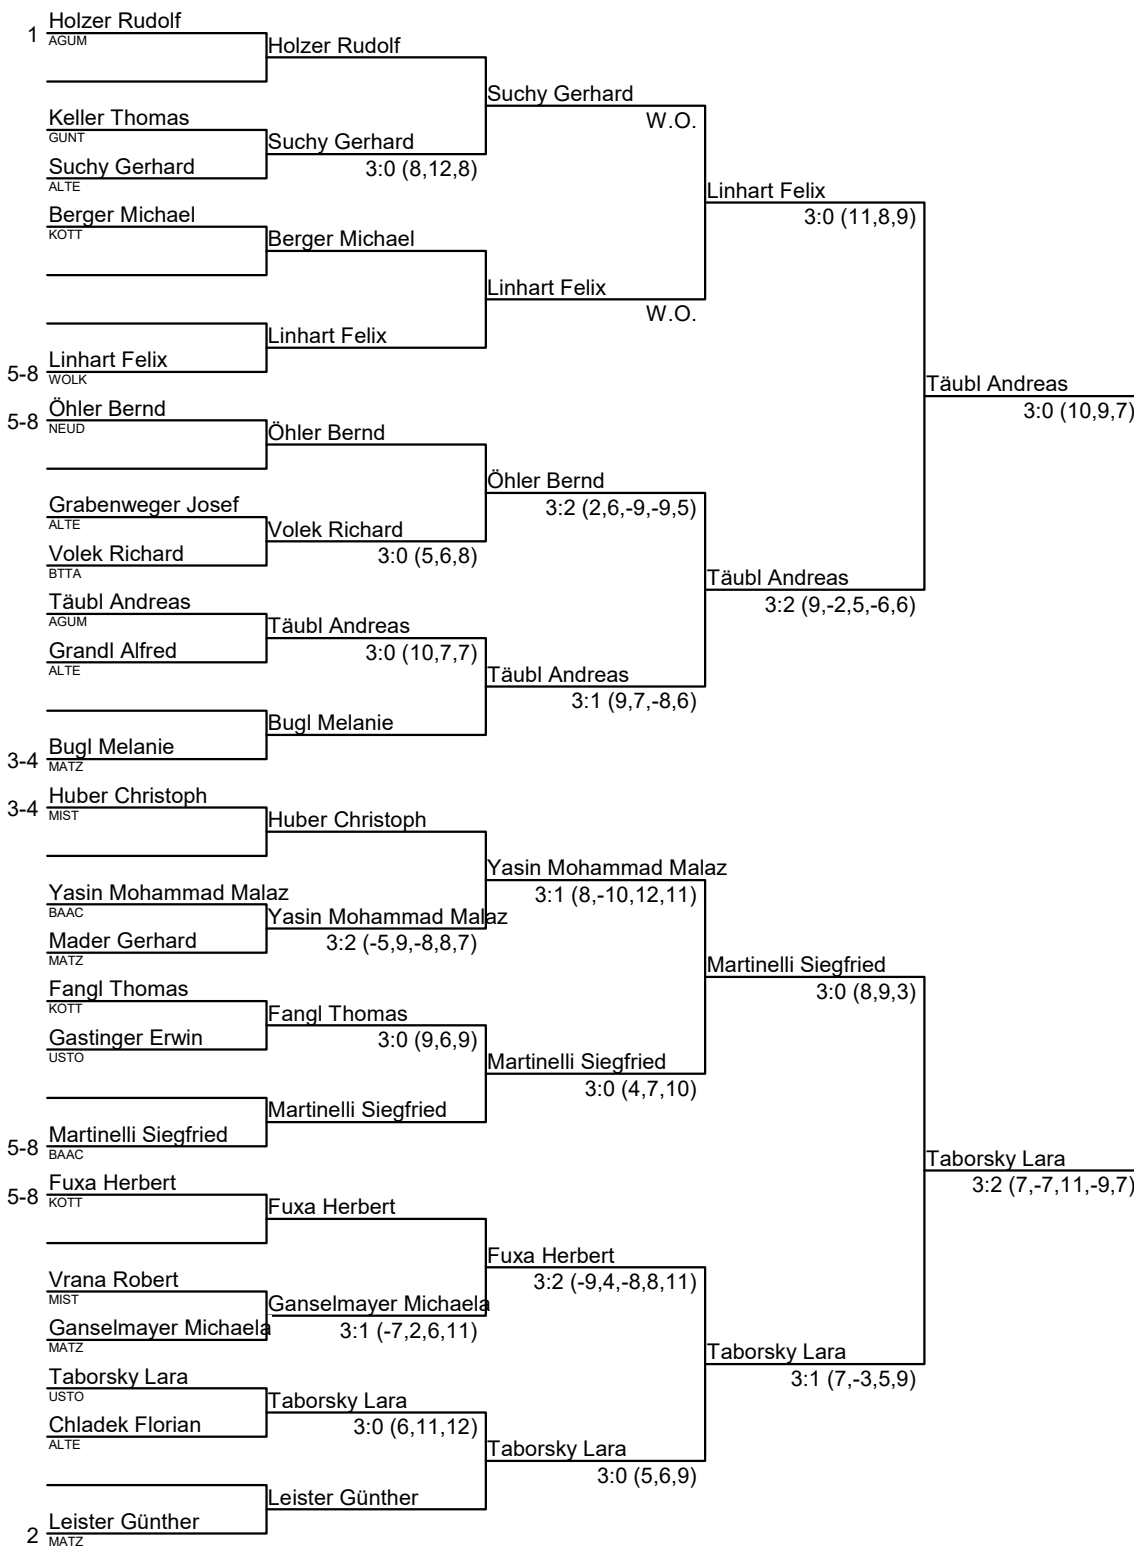 Holzer Rudolf
1
AGUM
Holzer Rudolf
Suchy Gerhard
W.O.
Keller Thomas
GUNT
Suchy Gerhard
3:0 (8,12,8)
Suchy Gerhard
ALTE
Linhart Felix
3:0 (11,8,9)
Berger Michael
KOTT
Berger Michael
Linhart Felix
W.O.
Linhart Felix
Linhart Felix
5-8
WOLK
Täubl Andreas
3:0 (10,9,7)
Öhler Bernd
5-8
NEUD
Öhler Bernd
Öhler Bernd
3:2 (2,6,-9,-9,5)
Grabenweger Josef
ALTE
Volek Richard
3:0 (5,6,8)
Volek Richard
BTTA
Täubl Andreas
3:2 (9,-2,5,-6,6)
Täubl Andreas
AGUM
Täubl Andreas
3:0 (10,7,7)
Grandl Alfred
ALTE
Täubl Andreas
3:1 (9,7,-8,6)
Bugl Melanie
Bugl Melanie
3-4
MATZ
Huber Christoph
3-4
MIST
Huber Christoph
Yasin Mohammad Malaz
3:1 (8,-10,12,11)
Yasin Mohammad Malaz
BAAC
Yasin Mohammad Malaz
3:2 (-5,9,-8,8,7)
Mader Gerhard
MATZ
Martinelli Siegfried
3:0 (8,9,3)
Fangl Thomas
KOTT
Fangl Thomas
3:0 (9,6,9)
Gastinger Erwin
USTO
Martinelli Siegfried
3:0 (4,7,10)
Martinelli Siegfried
Martinelli Siegfried
5-8
BAAC
Taborsky Lara
3:2 (7,-7,11,-9,7)
Fuxa Herbert
5-8
KOTT
Fuxa Herbert
Fuxa Herbert
3:2 (-9,4,-8,8,11)
Vrana Robert
MIST
Ganselmayer Michaela
3:1 (-7,2,6,11)
Ganselmayer Michaela
MATZ
Taborsky Lara
3:1 (7,-3,5,9)
Taborsky Lara
USTO
Taborsky Lara
3:0 (6,11,12)
Chladek Florian
ALTE
Taborsky Lara
3:0 (5,6,9)
Leister Günther
Leister Günther
2
MATZ